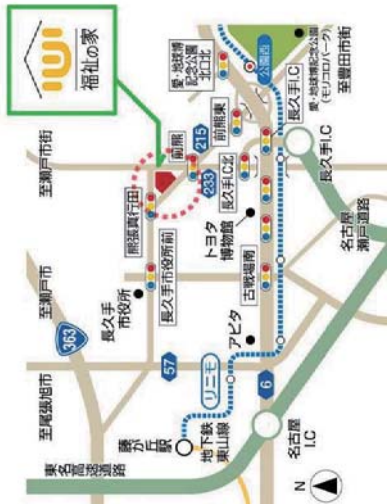 福祉の家
至瀬戸市街
至瀬戸市
363
至尾張旭市
東名高速道路
愛・地球博
記念公園
北口北
前熊
215
前熊東
233
熊張真行田
長久手市役所前
長久手
市役所
57
長久手I.C北
トヨタ
博物館
古戦場南
アピタ
リニモ
6
藤が丘駅
地下鉄
東山線
公園西
愛・地球博記念公園
(モリコロパーク)
至豊田市街
長久手I.C
長久手I.C
名古屋
瀬戸道路
名古屋
I.C
N